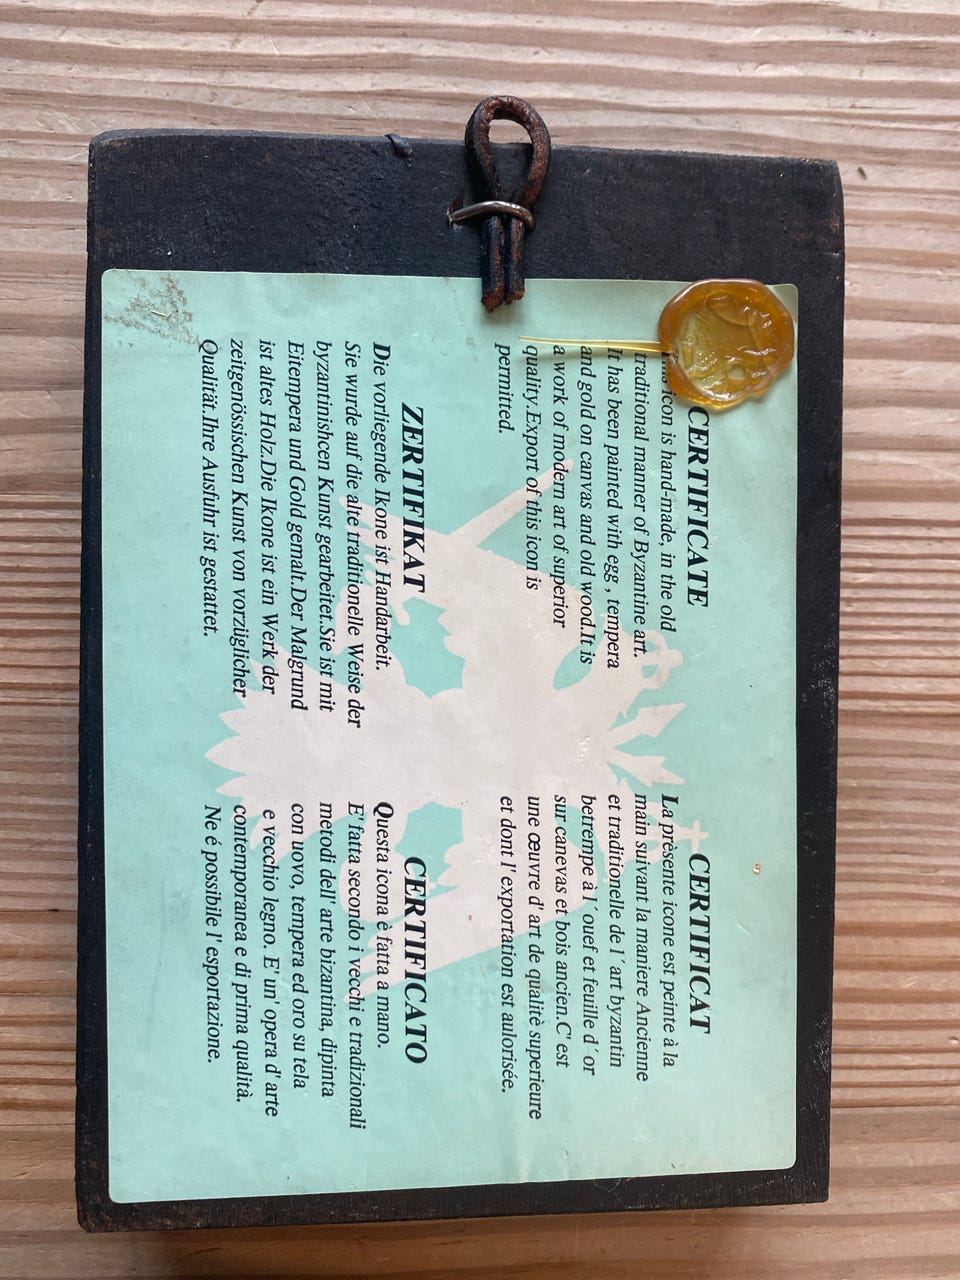 CERTIFICATE
icon is hand-made, in the old
traditional manner of Byzantine art.
It has been painted with egg , tempera
and gold on canvas and old wood.It is
a work of modern art of superior
quality.Export of this icon is
permitred.
CERTIFICAT
La prèsente icone est peinte à la
main suivant la maniere Ancienne
et traditionelle de l ' art byzantin
betrempe à l ' ouef et feuille d ' or
sur canevas et bois ancien.C' est
une œuvre d' art de qualitè superieure
et dont l' exportation est aulorisée.
ZERTIFIKAT
Die vorliegende Ikone ist Handarbeit.
Sie wurde auf die alte traditionelle Weise der
byzantinishcen Kunst gearbeitet.Sie ist mit
Eitempera und Gold gemalt.Der Malgrund
ist altes Holz.Die Ikone ist ein Werk der
zeitgenössischen Kunst von vorzüglicher
Qualität.Ihre Ausfuhr ist gestattet.
CERTIFICATO
Questa icona è fatta a mano.
E' fatta secondo i vecchi e tradizionali
metodi dell' arte bizantina, dipinta
con uovo, tempera ed oro su tela
e vecchio legno. E' un' opera d' arte
contemporanea e di prima qualità.
Ne é possibile l' esportazione.